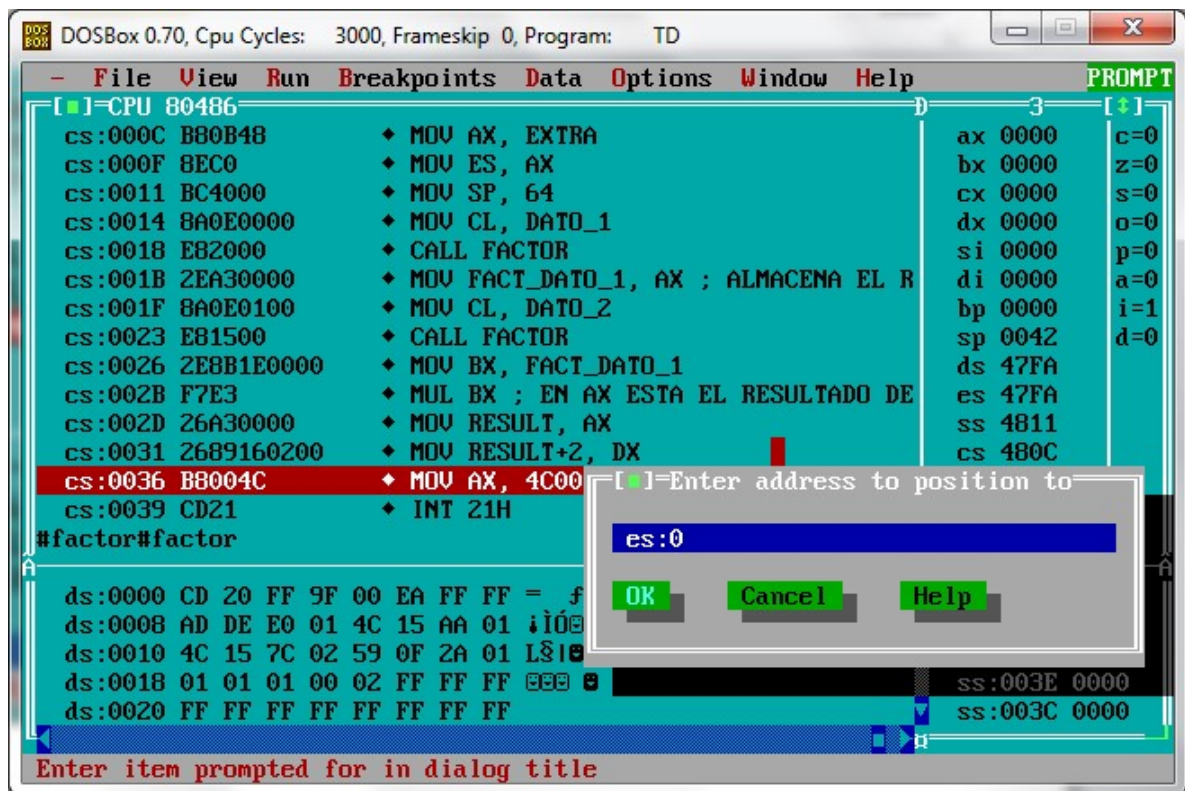 DOSBox 0.70, Cpu Cycles: 3000, Frameskip 0, Program: TD
File View Run Breakpoints Data Options Window Help PROMPT
[■]=CPU 80486 3 [↕]
cs:000C B80B48 ♦ MOV AX, EXTRA ax 0000 c=0
cs:000F 8EC0 ♦ MOV ES, AX bx 0000 z=0
cs:0011 BC4000 ♦ MOV SP, 64 cx 0000 s=0
cs:0014 8A0E0000 ♦ MOV CL, DATO_1 dx 0000 o=0
cs:0018 E82000 ♦ CALL FACTOR si 0000 p=0
cs:001B 2EA30000 ♦ MOV FACT_DATO_1, AX ; ALMACENA EL R di 0000 a=0
cs:001F 8A0E0100 ♦ MOV CL, DATO_2 bp 0000 i=1
cs:0023 E81500 ♦ CALL FACTOR sp 0042 d=0
cs:0026 2E8B1E0000 ♦ MOV BX, FACT_DATO_1 ds 47FA
cs:002B F7E3 ♦ MUL BX ; EN AX ESTA EL RESULTADO DE es 47FA
cs:002D 26A30000 ♦ MOV RESULT, AX ss 4811
cs:0031 2689160200 ♦ MOV RESULT+2, DX cs 480C
cs:0036 B8004C ♦ MOV AX, 4C00
cs:0039 CD21 ♦ INT 21H
#factor#factor
[■]=Enter address to position to
es:0
OK Cancel Help
ds:0000 CD 20 FF 9F 00 EA FF FF = f
ds:0008 AD DE E0 01 4C 15 AA 01
ds:0010 4C 15 7C 02 59 0F 2A 01
ds:0018 01 01 01 00 02 FF FF FF ss:003E 0000
ds:0020 FF FF FF FF FF FF FF FF ss:003C 0000
Enter item prompted for in dialog title